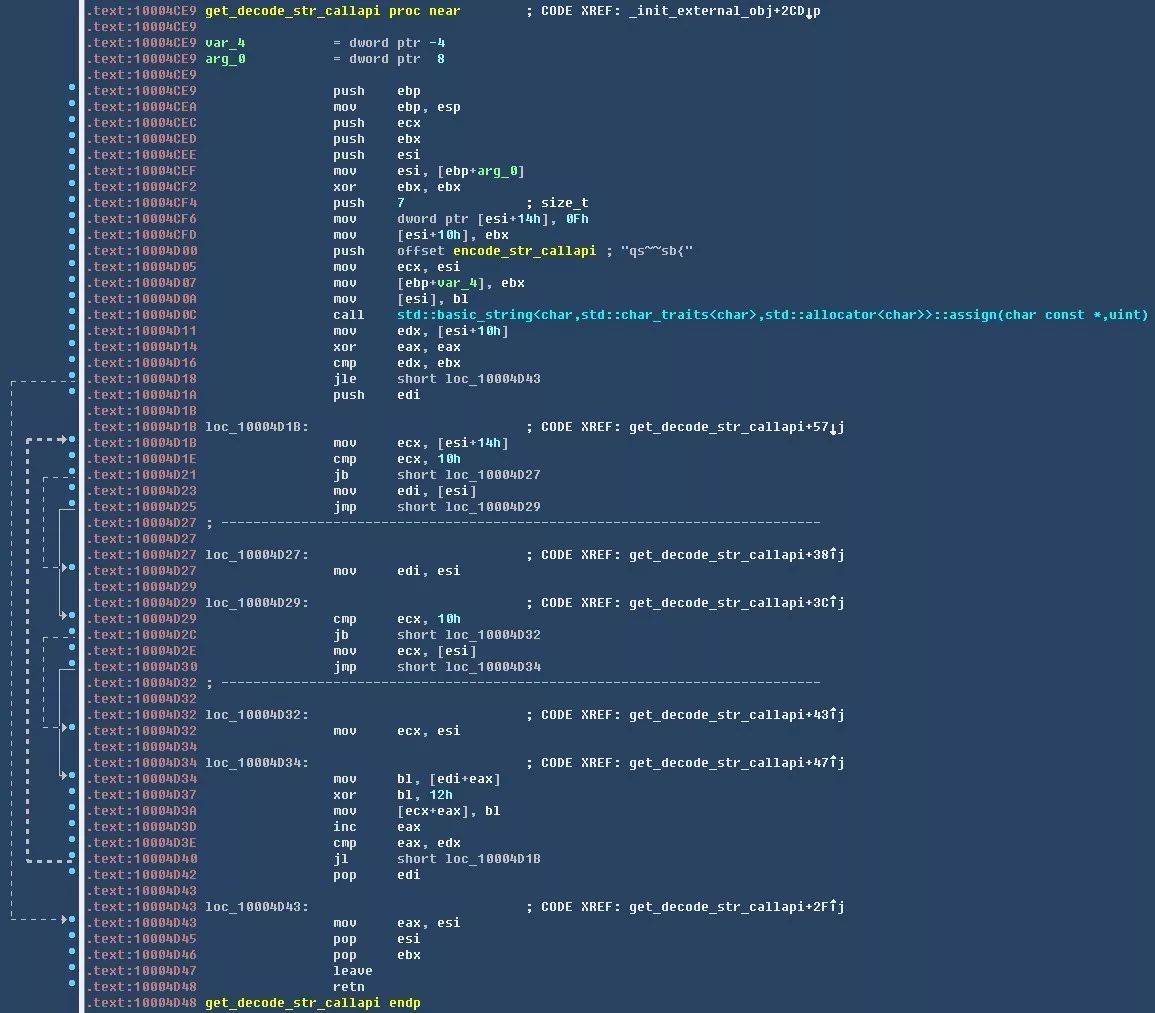 .text:10004CE9 get_decode_str_callapi proc near ; CODE XREF: _init_external_obj+2CD↓p
.text:10004CE9
.text:10004CE9 var_4 = dword ptr -4
.text:10004CE9 arg_0 = dword ptr 8
.text:10004CE9
.text:10004CE9 push ebp
.text:10004CEA mov ebp, esp
.text:10004CEC push ecx
.text:10004CED push ebx
.text:10004CEE push esi
.text:10004CEF mov esi, [ebp+arg_0]
.text:10004CF2 xor ebx, ebx
.text:10004CF4 push 7 ; size_t
.text:10004CF6 mov dword ptr [esi+14h], 0Fh
.text:10004CFD mov [esi+10h], ebx
.text:10004D00 push offset encode_str_callapi ; "qs~~sb{"
.text:10004D05 mov ecx, esi
.text:10004D07 mov [ebp+var_4], ebx
.text:10004D0A mov [esi], bl
.text:10004D0C call std::basic_string<char,std::char_traits<char>,std::allocator<char>>::assign(char const *,uint)
.text:10004D11 mov edx, [esi+10h]
.text:10004D14 xor eax, eax
.text:10004D16 cmp edx, ebx
.text:10004D18 jle short loc_10004D43
.text:10004D1A push edi
.text:10004D1B
.text:10004D1B loc_10004D1B: ; CODE XREF: get_decode_str_callapi+57↓j
.text:10004D1B mov ecx, [esi+14h]
.text:10004D1E cmp ecx, 10h
.text:10004D21 jb short loc_10004D27
.text:10004D23 mov edi, [esi]
.text:10004D25 jmp short loc_10004D29
.text:10004D27 ; ---------------------------------------------------------------------------
.text:10004D27
.text:10004D27 loc_10004D27: ; CODE XREF: get_decode_str_callapi+38↑j
.text:10004D27 mov edi, esi
.text:10004D29
.text:10004D29 loc_10004D29: ; CODE XREF: get_decode_str_callapi+3C↑j
.text:10004D29 cmp ecx, 10h
.text:10004D2C jb short loc_10004D32
.text:10004D2E mov ecx, [esi]
.text:10004D30 jmp short loc_10004D34
.text:10004D32 ; ---------------------------------------------------------------------------
.text:10004D32
.text:10004D32 loc_10004D32: ; CODE XREF: get_decode_str_callapi+43↑j
.text:10004D32 mov ecx, esi
.text:10004D34
.text:10004D34 loc_10004D34: ; CODE XREF: get_decode_str_callapi+47↑j
.text:10004D34 mov bl, [edi+eax]
.text:10004D37 xor bl, 12h
.text:10004D3A mov [ecx+eax], bl
.text:10004D3D inc eax
.text:10004D3E cmp eax, edx
.text:10004D40 jl short loc_10004D1B
.text:10004D42 pop edi
.text:10004D43
.text:10004D43 loc_10004D43: ; CODE XREF: get_decode_str_callapi+2F↑j
.text:10004D43 mov eax, esi
.text:10004D45 pop esi
.text:10004D46 pop ebx
.text:10004D47 leave
.text:10004D48 retn
.text:10004D48 get_decode_str_callapi endp